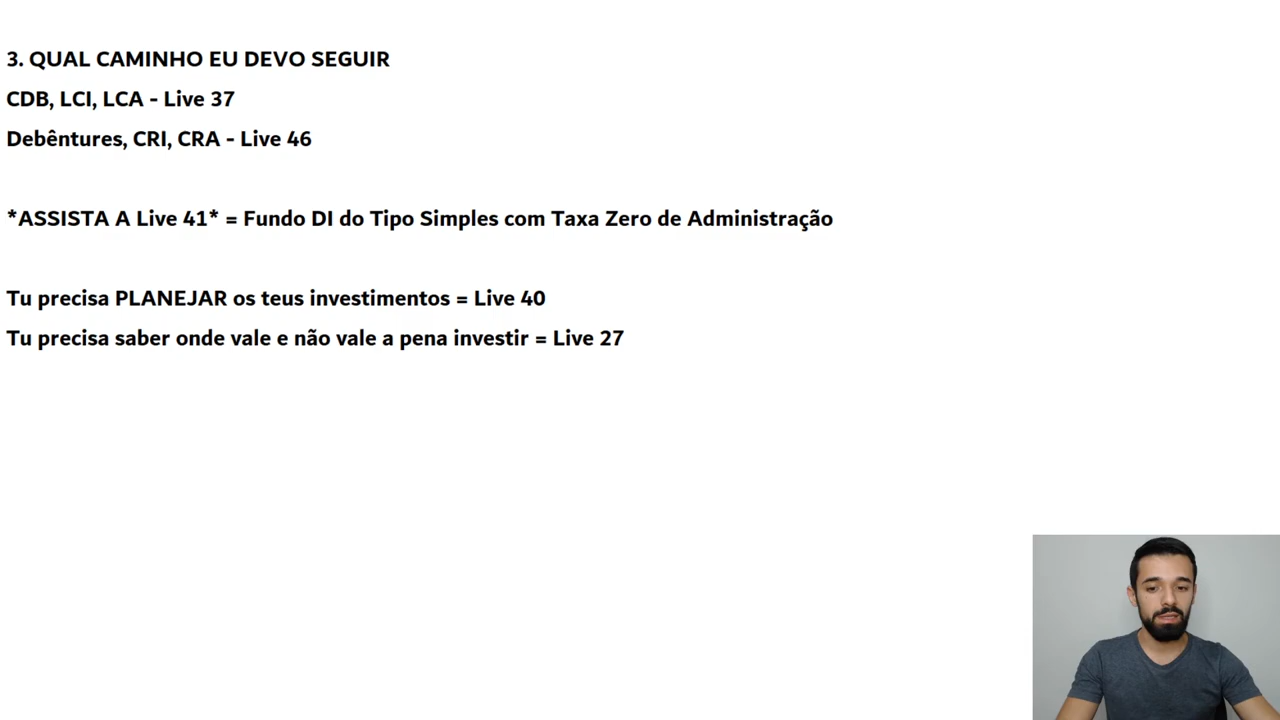 3. QUAL CAMINHO EU DEVO SEGUIR
CDB, LCI, LCA - Live 37
Debêntures, CRI, CRA - Live 46
*ASSISTA A Live 41* = Fundo DI do Tipo Simples com Taxa Zero de Administração
Tu precisa PLANEJAR os teus investimentos = Live 40
Tu precisa saber onde vale e não vale a pena investir = Live 27